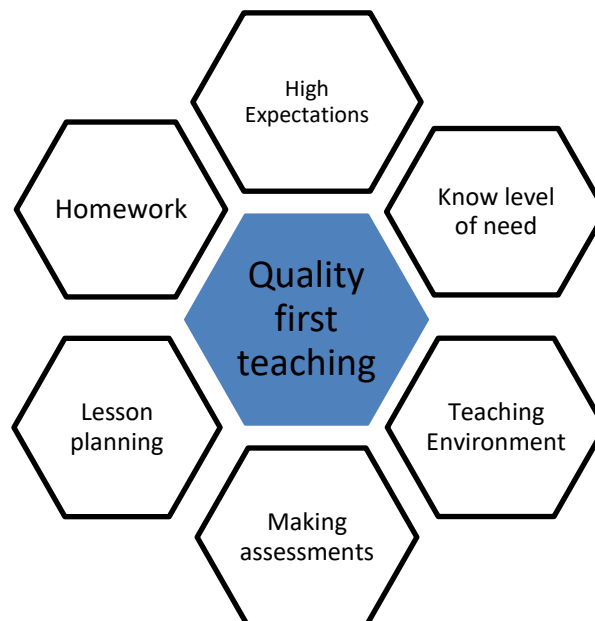 High
Expectations
Know level
of need
Homework
Quality
first
teaching
Lesson
planning
Teaching
Environment
Making
assessments